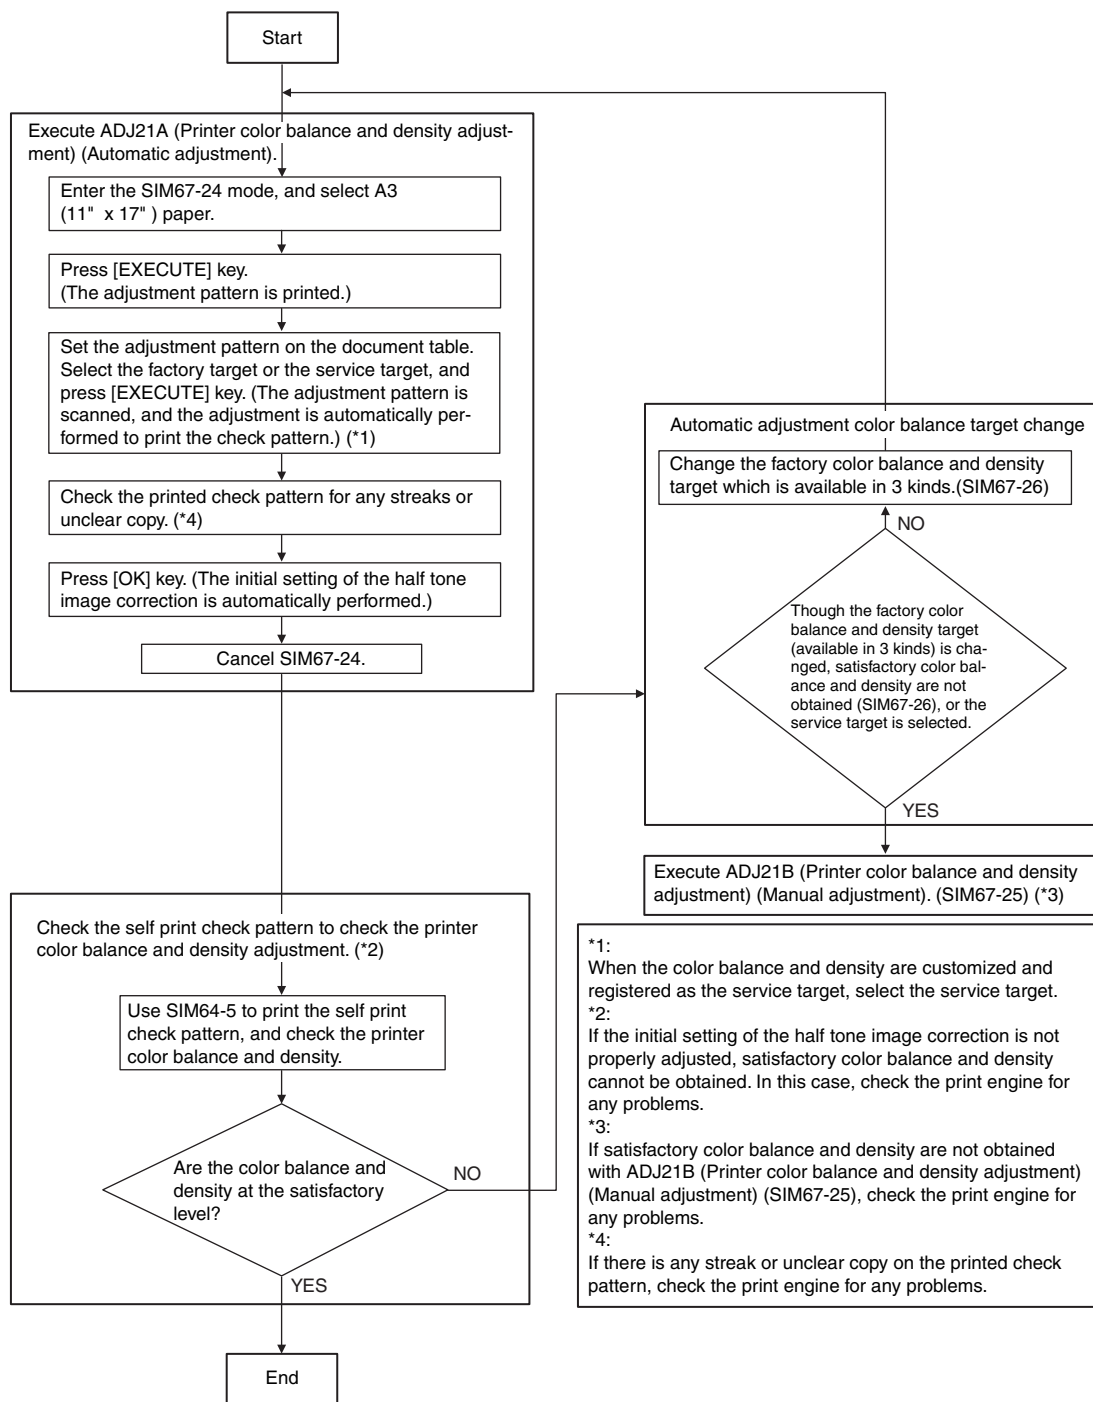 Start
Execute ADJ21A (Printer color balance and density adjust-
ment) (Automatic adjustment).
Enter the SIM67-24 mode, and select A3
(11" x 17" ) paper.
Press [EXECUTE] key.
(The adjustment pattern is printed.)
Set the adjustment pattern on the document table.
Select the factory target or the service target, and
press [EXECUTE] key. (The adjustment pattern is
scanned, and the adjustment is automatically per-
formed to print the check pattern.) (*1)
Check the printed check pattern for any streaks or
unclear copy. (*4)
Press [OK] key. (The initial setting of the half tone
image correction is automatically performed.)
Cancel SIM67-24.
Check the self print check pattern to check the printer
color balance and density adjustment. (*2)
Use SIM64-5 to print the self print
check pattern, and check the printer
color balance and density.
Are the color balance and
density at the satisfactory
level?
NO
YES
End
Automatic adjustment color balance target change
Change the factory color balance and density
target which is available in 3 kinds.(SIM67-26)
NO
Though the factory color
balance and density target
(available in 3 kinds) is cha-
nged, satisfactory color bal-
ance and density are not
obtained (SIM67-26), or the
service target is selected.
YES
Execute ADJ21B (Printer color balance and density
adjustment) (Manual adjustment). (SIM67-25) (*3)
*1:
When the color balance and density are customized and
registered as the service target, select the service target.
*2:
If the initial setting of the half tone image correction is not
properly adjusted, satisfactory color balance and density
cannot be obtained. In this case, check the print engine for
any problems.
*3:
If satisfactory color balance and density are not obtained
with ADJ21B (Printer color balance and density adjustment)
(Manual adjustment) (SIM67-25), check the print engine for
any problems.
*4:
If there is any streak or unclear copy on the printed check
pattern, check the print engine for any problems.